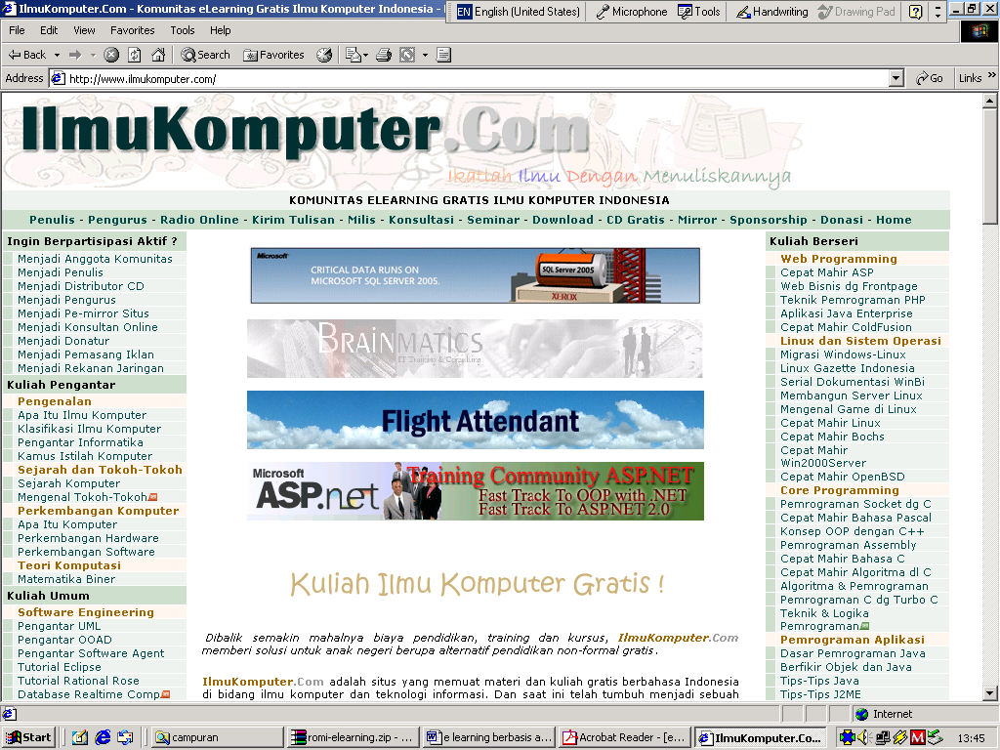 IlmuKomputer.Com - Komunitas eLearning Gratis Ilmu Komputer Indonesia -
EN English (United States) Microphone Tools Handwriting Drawing Pad
File Edit View Favorites Tools Help
Back Search Favorites
Address http://www.ilmukomputer.com/ Go Links »
IlmuKomputer.Com
Ikatlah Ilmu Dengan Menuliskannya
KOMUNITAS ELEARNING GRATIS ILMU KOMPUTER INDONESIA
Penulis - Pengurus - Radio Online - Kirim Tulisan - Milis - Konsultasi - Seminar - Download - CD Gratis - Mirror - Sponsorship - Donasi - Home
Ingin Berpartisipasi Aktif ?
Menjadi Anggota Komunitas
Menjadi Penulis
Menjadi Distributor CD
Menjadi Pengurus
Menjadi Pe-mirror Situs
Menjadi Konsultan Online
Menjadi Donatur
Menjadi Pemasang Iklan
Menjadi Rekanan Jaringan
Kuliah Pengantar
Pengenalan
Apa Itu Ilmu Komputer
Klasifikasi Ilmu Komputer
Pengantar Informatika
Kamus Istilah Komputer
Sejarah dan Tokoh-Tokoh
Sejarah Komputer
Mengenal Tokoh-Tokoh
Perkembangan Komputer
Apa Itu Komputer
Perkembangan Hardware
Perkembangan Software
Teori Komputasi
Matematika Biner
Kuliah Umum
Software Engineering
Pengantar UML
Pengantar OOAD
Pengantar Software Agent
Tutorial Eclipse
Tutorial Rational Rose
Database Realtime Comp
Microsoft
CRITICAL DATA RUNS ON
MICROSOFT SQL SERVER 2005.
SQL Server 2005
XEROX
BRAINMATICS
IT Training & Consulting
Flight Attendant
Microsoft
ASP.net
Training Community ASP.NET
Fast Track To OOP with .NET
Fast Track To ASP.NET 2.0
Kuliah Ilmu Komputer Gratis !
Dibalik semakin mahalnya biaya pendidikan, training dan kursus, IlmuKomputer.Com
memberi solusi untuk anak negeri berupa alternatif pendidikan non-formal gratis.
IlmuKomputer.Com adalah situs yang memuat materi dan kuliah gratis berbahasa Indonesia
di bidang ilmu komputer dan teknologi informasi. Dan saat ini telah tumbuh menjadi sebuah
Kuliah Berseri
Web Programming
Cepat Mahir ASP
Web Bisnis dg Frontpage
Teknik Pemrograman PHP
Aplikasi Java Enterprise
Cepat Mahir ColdFusion
Linux dan Sistem Operasi
Migrasi Windows-Linux
Linux Gazette Indonesia
Serial Dokumentasi WinBi
Membangun Server Linux
Mengenal Game di Linux
Cepat Mahir Linux
Cepat Mahir Bochs
Cepat Mahir
Win2000Server
Cepat Mahir OpenBSD
Core Programming
Pemrograman Socket dg C
Cepat Mahir Bahasa Pascal
Konsep OOP dengan C++
Pemrograman Assembly
Cepat Mahir Bahasa C
Cepat Mahir Algoritma dl C
Algoritma & Pemrograman
Pemrograman C dg Turbo C
Teknik & Logika
Pemrograman
Pemrograman Aplikasi
Dasar Pemrograman Java
Berfikir Objek dan Java
Tips-Tips Java
Tips-Tips J2ME
Internet
Start campuran romi-elearning.zip - ... e learning berbasis a... Acrobat Reader - [e... IlmuKomputer.Co... 13:45